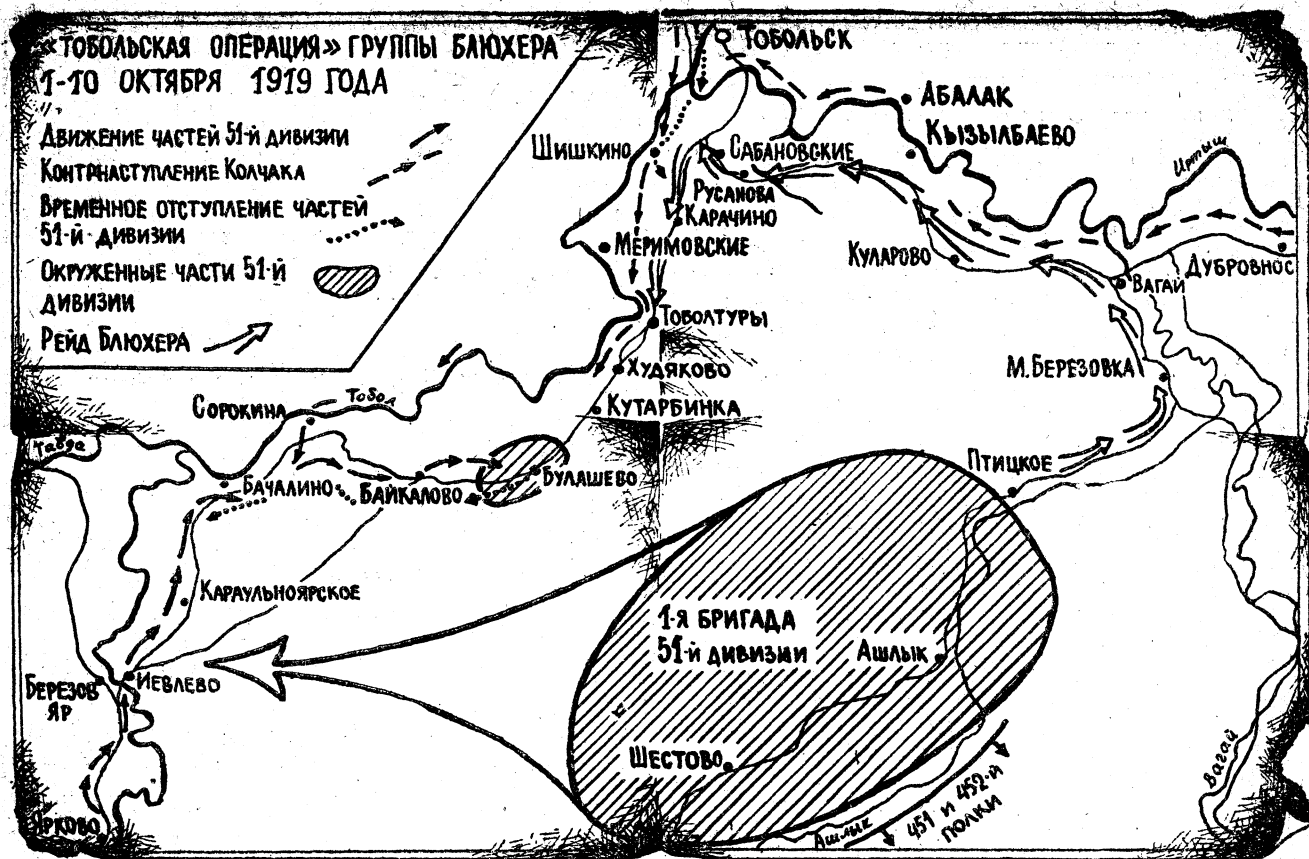 «ТОБОЛЬСКАЯ ОПЕРАЦИЯ» ГРУППЫ БЛЮХЕРА
1-10 ОКТЯБРЯ 1919 ГОДА
ДВИЖЕНИЕ ЧАСТЕЙ 51-Й ДИВИЗИИ
КОНТРНАСТУПЛЕНИЕ КОЛЧАКА
ВРЕМЕННОЕ ОТСТУПЛЕНИЕ ЧАСТЕЙ
51-Й ДИВИЗИИ
ОКРУЖЕННЫЕ ЧАСТИ 51-Й
ДИВИЗИИ
РЕЙД БЛЮХЕРА
ТОБОЛЬСК
АБАЛАК
КЫЗЫЛБАЕВО
ШИШКИНО
САБАНОВСКИЕ
Иртыш
РУСАНОВА
КАРАЧИНО
МЕРИМОВСКИЕ
КУЛАРОВО
ДУБРОВНОЕ
ВАГАЙ
ТОБОЛТУРЫ
ХУДЯКОВО
М. БЕРЕЗОВКА
Тобол
СОРОКИНА
КУТАРБИНКА
Тавда
ПТИЦКОЕ
БУЛАШЕВО
БАЧАЛИНО
БАЙКАЛОВО
КАРАУЛЬНОЯРСКОЕ
1-Я БРИГАДА
51-Й ДИВИЗИИ
АШЛЫК
ИЕВЛЕВО
БЕРЕЗОВ
ЯР
ШЕСТОВО
Вагай
451 И 452-Й
ПОЛКИ
Ашлык
ЯРКОВО